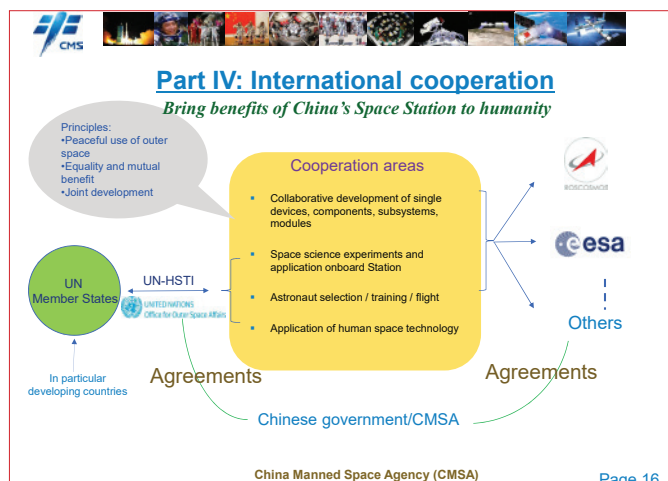 CMS
Part IV: International cooperation
Bring benefits of China's Space Station to humanity
Principles:
•Peaceful use of outer
space
•Equality and mutual
benefit
•Joint development
Cooperation areas
▪ Collaborative development of single
devices, components, subsystems,
modules
▪ Space science experiments and
application onboard Station
▪ Astronaut selection / training / flight
▪ Application of human space technology
UN
Member States
UN-HSTI
UNITED NATIONS
Office for Outer Space Affairs
In particular
developing countries
ROSCOSMOS
esa
Others
Agreements
Agreements
Chinese government/CMSA
China Manned Space Agency (CMSA)
Page 16